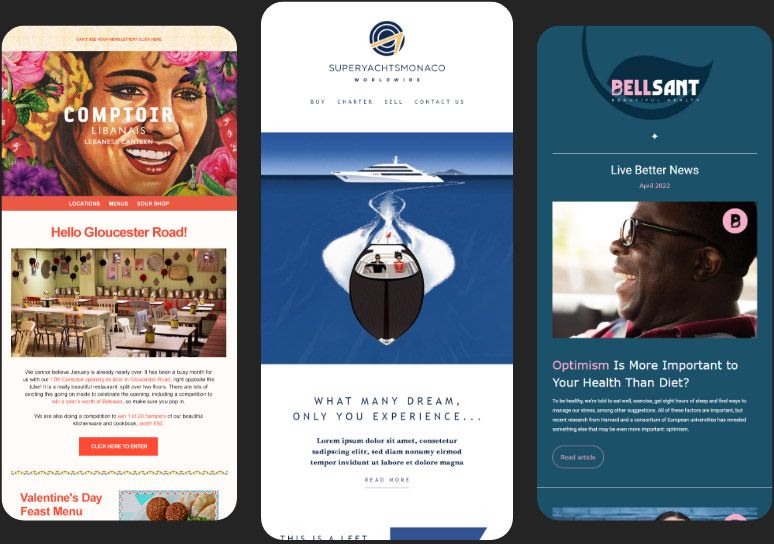 CAN'T SEE YOUR NEWSLETTER? CLICK HERE
COMPTOIR
LIBANAIS
LEBANESE CANTEEN
LOCATIONS MENUS SOUK SHOP
Hello Gloucester Road!
We cannot believe January is already nearly over. It has been a busy month for
us with our 17th Comptoir opening its door in Gloucester Road, right opposite the
tube! It is a really beautiful restaurant, split over two floors. There are lots of
exciting things going on inside to celebrate the opening, including a competition to
win a year's worth of Baklawa, so make sure you pop in.
We are also doing a competition to win 1 of 20 hampers of our beautiful
kitchenware and cookbook, worth £50.
CLICK HERE TO ENTER
Valentine's Day
Feast Menu
SUPERYACHTSMONACO
WORLDWIDE
BUY CHARTER SELL CONTACT US
WHAT MANY DREAM,
ONLY YOU EXPERIENCE...
Lorem ipsum dolor sit amet, consetetur
sadipscing elitr, sed diam nonumy eirmod
tempor invidunt ut labore et dolore magna
READ MORE
THIS IS A LEFT
BELLSANT
BEAUTIFUL HEALTH
Live Better News
April 2022
B
Optimism Is More Important to
Your Health Than Diet?
To be healthy, we're told to eat well, exercise, get eight hours of sleep and find ways to
manage our stress, among other suggestions. All of these factors are important, but
recent research from Harvard and a consortium of European universities has revealed
something else that may be even more important: optimism.
Read article